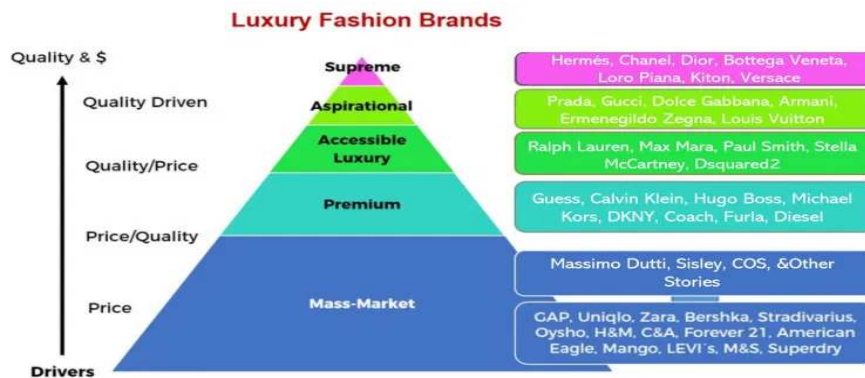 Luxury Fashion Brands
Quality & $
Quality Driven
Quality/Price
Price/Quality
Price
Drivers
Supreme
Aspirational
Accessible
Luxury
Premium
Mass-Market
Hermés, Chanel, Dior, Bottega Veneta,
Loro Piana, Kiton, Versace
Prada, Gucci, Dolce Gabbana, Armani,
Ermenegildo Zegna, Louis Vuitton
Ralph Lauren, Max Mara, Paul Smith, Stella
McCartney, Dsquared2
Guess, Calvin Klein, Hugo Boss, Michael
Kors, DKNY, Coach, Furla, Diesel
Massimo Dutti, Sisley, COS, &Other
Stories
GAP, Uniqlo, Zara, Bershka, Stradivarius,
Oysho, H&M, C&A, Forever 21, American
Eagle, Mango, LEVI´s, M&S, Superdry